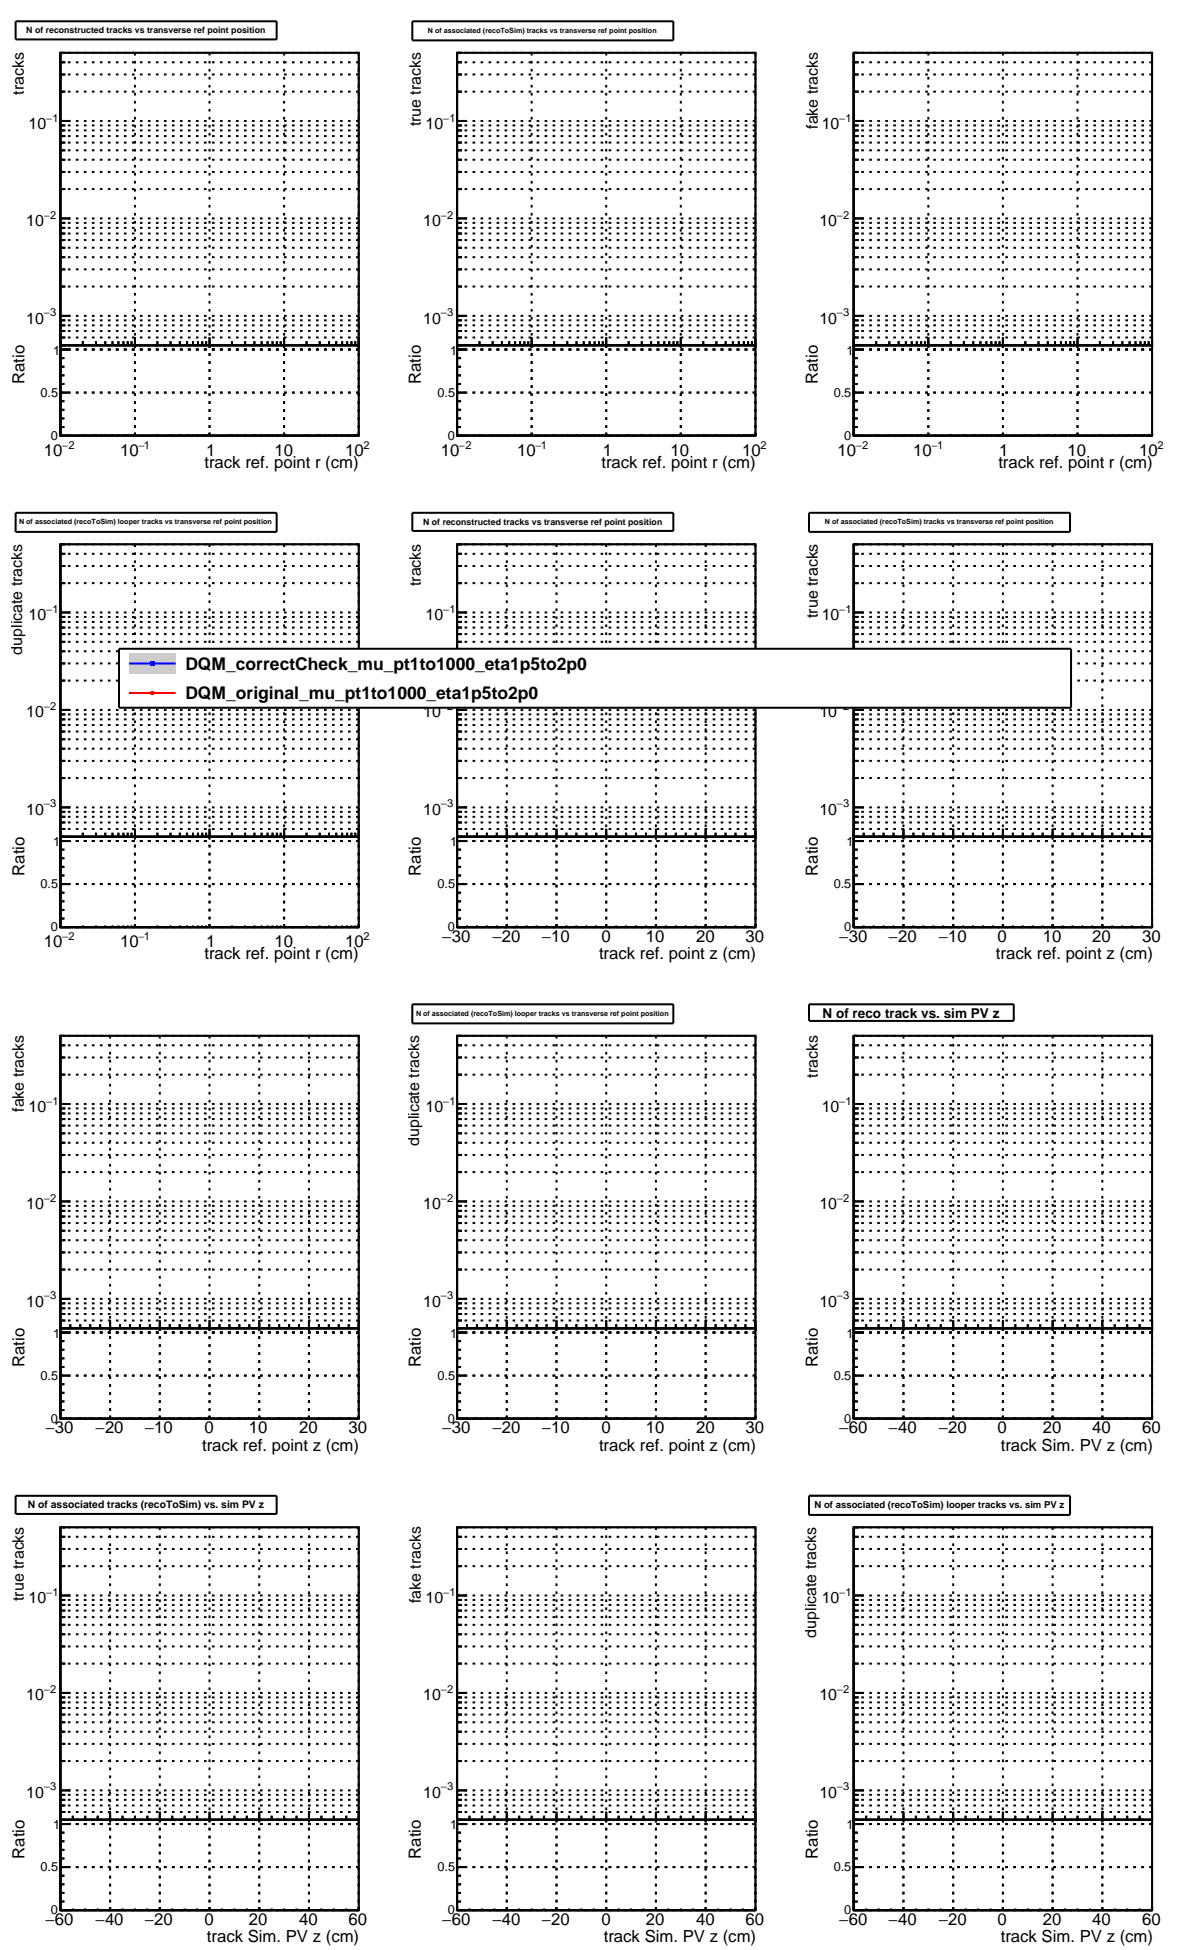 N of reconstructed tracks vs transverse ref point position
tracks
10⁻¹
10⁻²
10⁻³
Ratio
1
0.5
0
10⁻² 10⁻¹ 1 10 10²
track ref. point r (cm)
N of associated (recoToSim) tracks vs transverse ref point position
true tracks
10⁻¹
10⁻²
10⁻³
Ratio
1
0.5
0
10⁻² 10⁻¹ 1 10 10²
track ref. point r (cm)
fake tracks
10⁻¹
10⁻²
10⁻³
Ratio
1
0.5
0
10⁻² 10⁻¹ 1 10 10²
track ref. point r (cm)
N of associated (recoToSim) looper tracks vs transverse ref point position
duplicate tracks
10⁻¹
10⁻²
10⁻³
Ratio
1
0.5
0
10⁻² 10⁻¹ 1 10 10²
track ref. point r (cm)
N of reconstructed tracks vs transverse ref point position
tracks
10⁻¹
10⁻²
10⁻³
Ratio
1
0.5
0
−30 −20 −10 0 10 20 30
track ref. point z (cm)
N of associated (recoToSim) tracks vs transverse ref point position
true tracks
10⁻¹
10⁻²
10⁻³
Ratio
1
0.5
0
−30 −20 −10 0 10 20 30
track ref. point z (cm)
DQM_correctCheck_mu_pt1to1000_eta1p5to2p0
DQM_original_mu_pt1to1000_eta1p5to2p0
fake tracks
10⁻¹
10⁻²
10⁻³
Ratio
1
0.5
0
−30 −20 −10 0 10 20 30
track ref. point z (cm)
N of associated (recoToSim) looper tracks vs transverse ref point position
duplicate tracks
10⁻¹
10⁻²
10⁻³
Ratio
1
0.5
0
−30 −20 −10 0 10 20 30
track ref. point z (cm)
N of reco track vs. sim PV z
tracks
10⁻¹
10⁻²
10⁻³
Ratio
1
0.5
0
−60 −40 −20 0 20 40 60
track Sim. PV z (cm)
N of associated tracks (recoToSim) vs. sim PV z
true tracks
10⁻¹
10⁻²
10⁻³
Ratio
1
0.5
0
−60 −40 −20 0 20 40 60
track Sim. PV z (cm)
fake tracks
10⁻¹
10⁻²
10⁻³
Ratio
1
0.5
0
−60 −40 −20 0 20 40 60
track Sim. PV z (cm)
N of associated (recoToSim) looper tracks vs. sim PV z
duplicate tracks
10⁻¹
10⁻²
10⁻³
Ratio
1
0.5
0
−60 −40 −20 0 20 40 60
track Sim. PV z (cm)